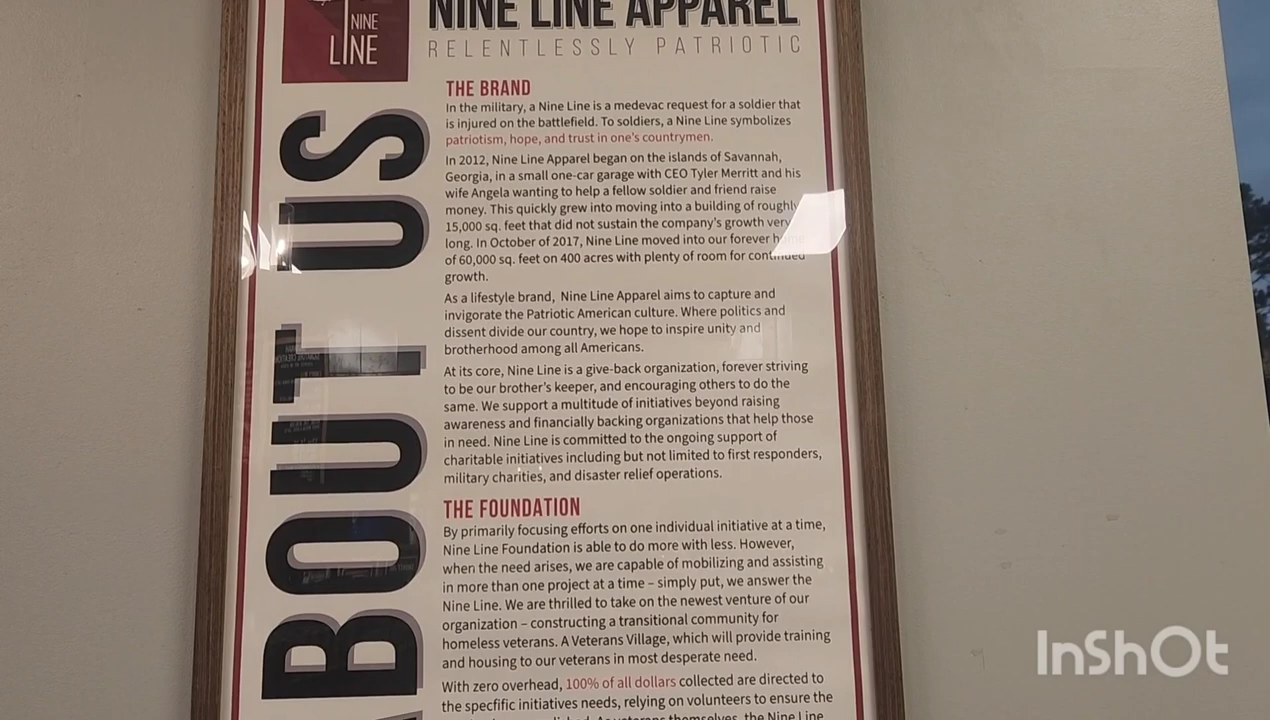 NINE
LINE
NINE LINE APPAREL
RELENTLESSLY PATRIOTIC
ABOUT US
THE BRAND
In the military, a Nine Line is a medevac request for a soldier that
is injured on the battlefield. To soldiers, a Nine Line symbolizes
patriotism, hope, and trust in one's countrymen.
In 2012, Nine Line Apparel began on the islands of Savannah,
Georgia, in a small one-car garage with CEO Tyler Merritt and his
wife Angela wanting to help a fellow soldier and friend raise
money. This quickly grew into moving into a building of roughly
15,000 sq. feet that did not sustain the company's growth very
long. In October of 2017, Nine Line moved into our forever home
of 60,000 sq. feet on 400 acres with plenty of room for continued
growth.
As a lifestyle brand, Nine Line Apparel aims to capture and
invigorate the Patriotic American culture. Where politics and
dissent divide our country, we hope to inspire unity and
brotherhood among all Americans.
At its core, Nine Line is a give-back organization, forever striving
to be our brother's keeper, and encouraging others to do the
same. We support a multitude of initiatives beyond raising
awareness and financially backing organizations that help those
in need. Nine Line is committed to the ongoing support of
charitable initiatives including but not limited to first responders,
military charities, and disaster relief operations.
THE FOUNDATION
By primarily focusing efforts on one individual initiative at a time,
Nine Line Foundation is able to do more with less. However,
when the need arises, we are capable of mobilizing and assisting
in more than one project at a time – simply put, we answer the
Nine Line. We are thrilled to take on the newest venture of our
organization – constructing a transitional community for
homeless veterans. A Veterans Village, which will provide training
and housing to our veterans in most desperate need.
With zero overhead, 100% of all dollars collected are directed to
the speficific initiatives needs, relying on volunteers to ensure the
As veterans themselves, the Nine Line
InShOt